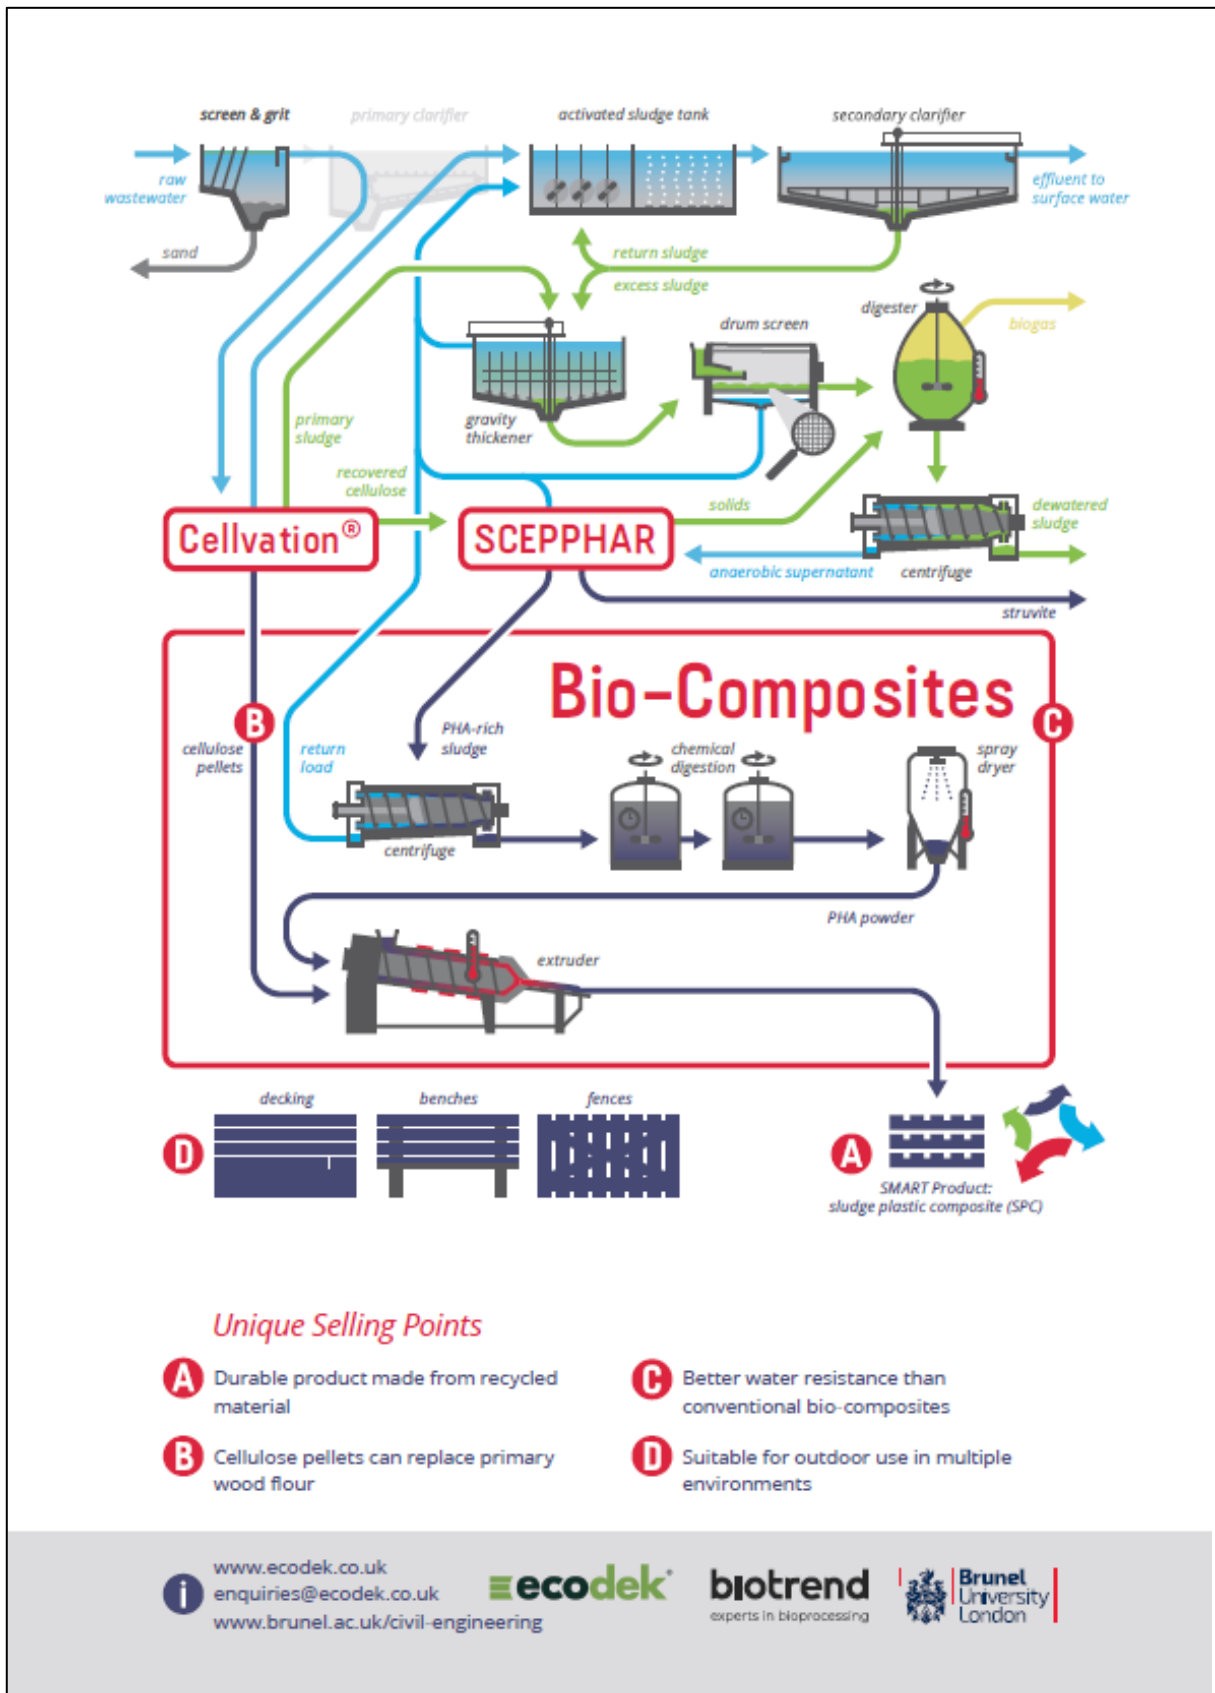 screen & grit
primary clarifier
activated sludge tank
secondary clarifier
raw
wastewater
effluent to
surface water
sand
return sludge
excess sludge
digester
biogas
drum screen
gravity
thickener
primary
sludge
recovered
cellulose
solids
dewatered
sludge
Cellvation®
SCEPPHAR
anaerobic supernatant
centrifuge
struvite
Bio-Composites
B
C
cellulose
pellets
return
load
PHA-rich
sludge
chemical
digestion
spray
dryer
centrifuge
PHA powder
extruder
decking
benches
fences
D
A
SMART Product:
sludge plastic composite (SPC)
Unique Selling Points
A Durable product made from recycled
material
B Cellulose pellets can replace primary
wood flour
C Better water resistance than
conventional bio-composites
D Suitable for outdoor use in multiple
environments
i
www.ecodek.co.uk
enquiries@ecodek.co.uk
www.brunel.ac.uk/civil-engineering
ecodek®
biotrend
experts in bioprocessing
Brunel
University
London